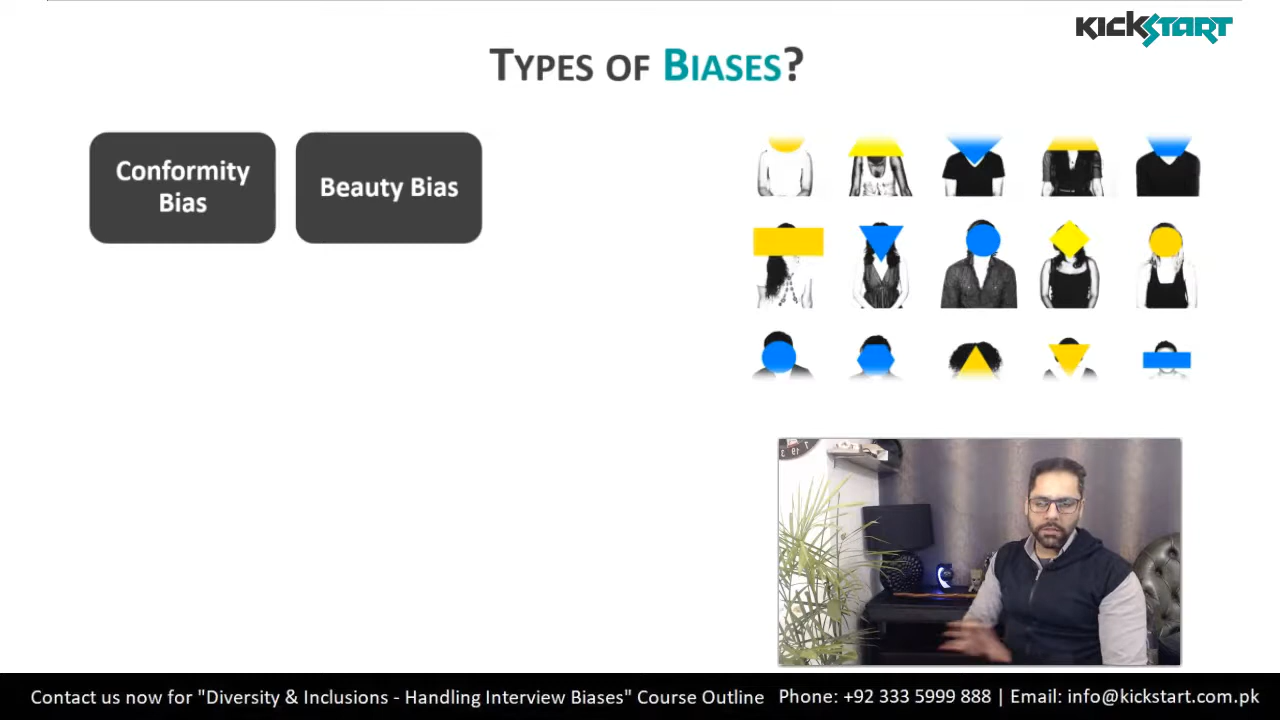 KICKSTART
TYPES OF BIASES?
Conformity
Bias
Beauty Bias
Contact us now for "Diversity & Inclusions - Handling Interview Biases" Course Outline Phone: +92 333 5999 888 | Email: info@kickstart.com.pk